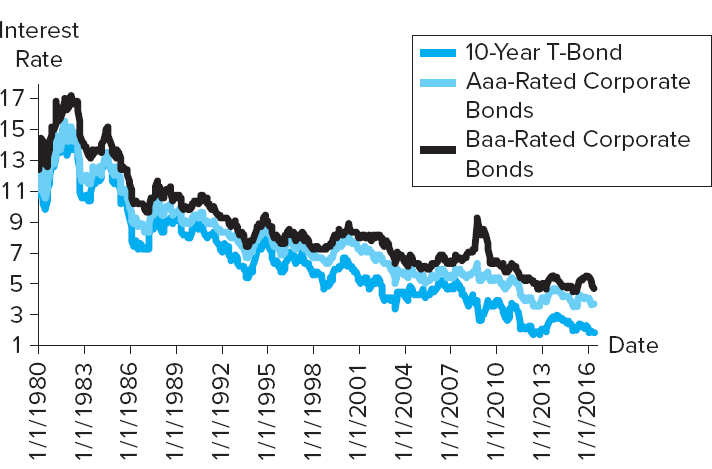 Interest
Rate
10-Year T-Bond
Aaa-Rated Corporate
Bonds
Baa-Rated Corporate
Bonds
17
15
13
11
9
7
5
3
1
Date
1/1/1980
1/1/1983
1/1/1986
1/1/1989
1/1/1992
1/1/1995
1/1/1998
1/1/2001
1/1/2004
1/1/2007
1/1/2010
1/1/2013
1/1/2016